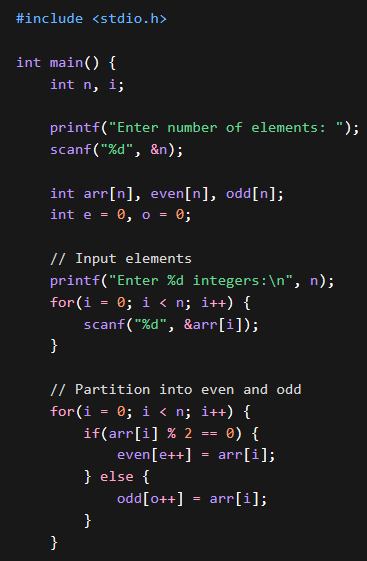 #include <stdio.h>

int main() {
    int n, i;

    printf("Enter number of elements: ");
    scanf("%d", &n);

    int arr[n], even[n], odd[n];
    int e = 0, o = 0;

    // Input elements
    printf("Enter %d integers:\n", n);
    for(i = 0; i < n; i++) {
        scanf("%d", &arr[i]);
    }

    // Partition into even and odd
    for(i = 0; i < n; i++) {
        if(arr[i] % 2 == 0) {
            even[e++] = arr[i];
        } else {
            odd[o++] = arr[i];
        }
    }